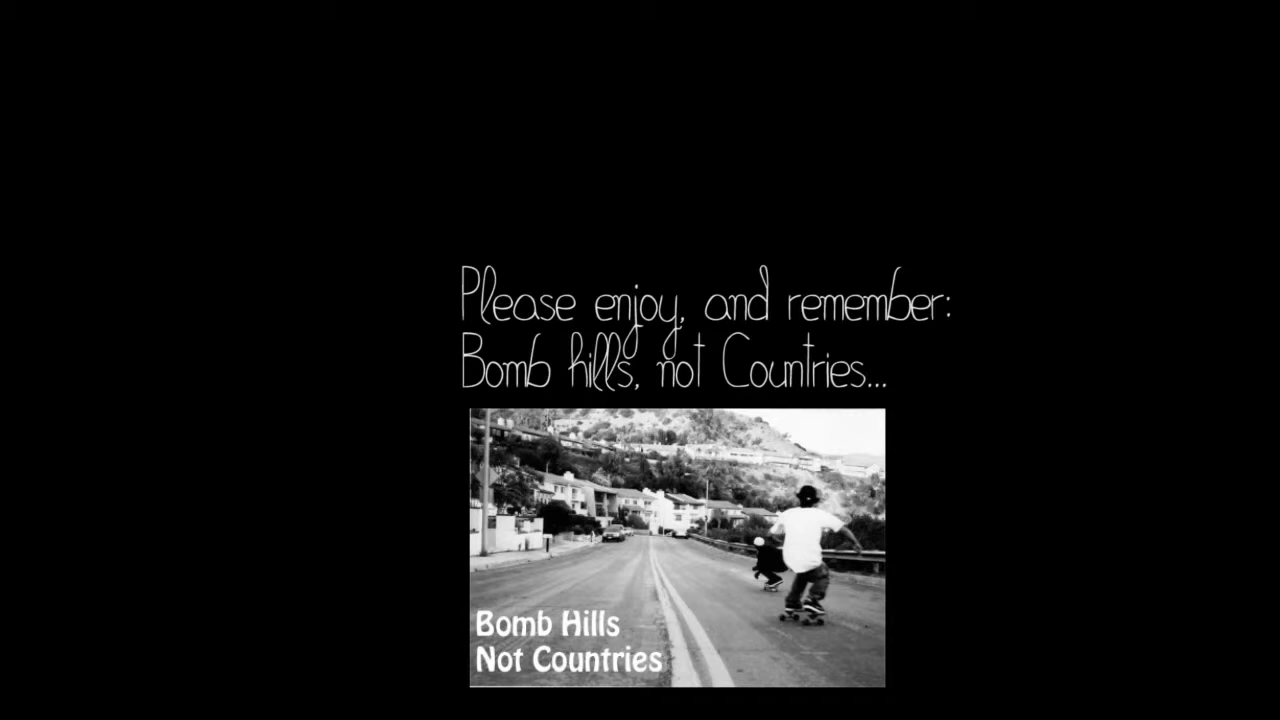 Please enjoy, and remember:
Bomb hills, not Countries...
Bomb Hills
Not Countries